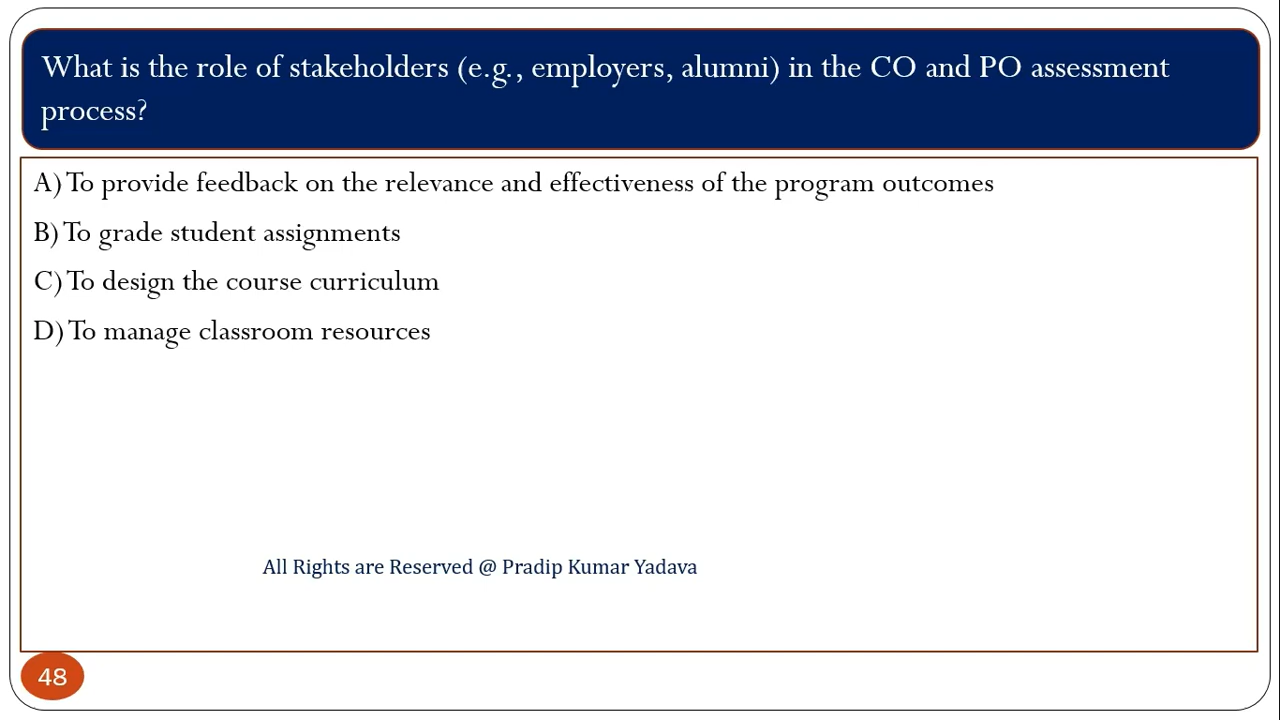 What is the role of stakeholders (e.g., employers, alumni) in the CO and PO assessment
process?
A) To provide feedback on the relevance and effectiveness of the program outcomes
B) To grade student assignments
C) To design the course curriculum
D) To manage classroom resources
All Rights are Reserved @ Pradip Kumar Yadava
48